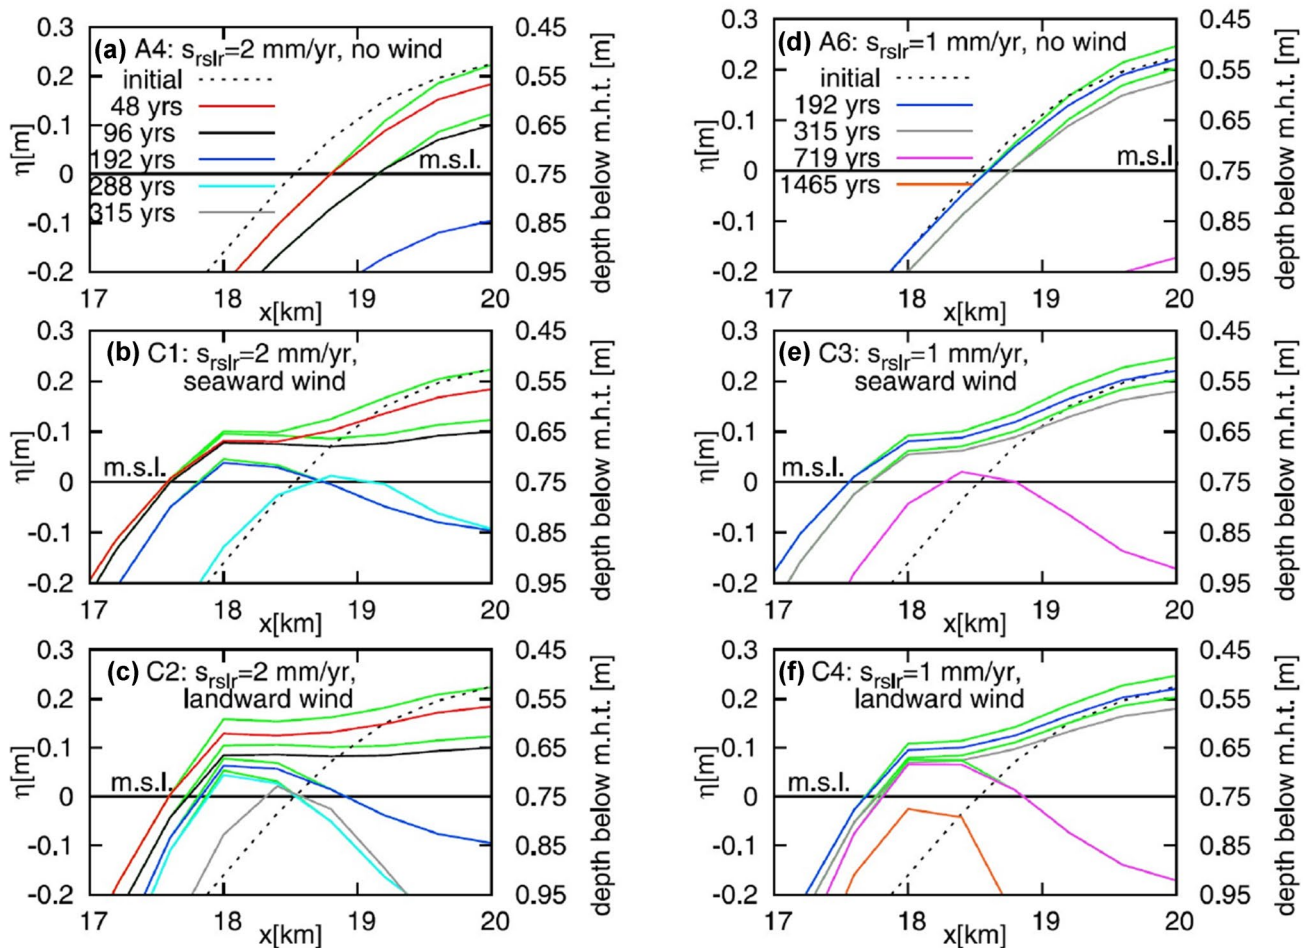 (a) A4: s_rslr=2 mm/yr, no wind
initial
48 yrs
96 yrs
192 yrs
288 yrs
315 yrs
m.s.l.
0.3
0.2
0.1
0
-0.1
-0.2
η[m]
17
18
19
20
x[km]
0.45
0.55
0.65
0.75
0.85
0.95
depth below m.h.t. [m]
(d) A6: s_rslr=1 mm/yr, no wind
initial
192 yrs
315 yrs
719 yrs
1465 yrs
m.s.l.
0.3
0.2
0.1
0
-0.1
-0.2
η[m]
17
18
19
20
x[km]
0.45
0.55
0.65
0.75
0.85
0.95
depth below m.h.t. [m]
(b) C1: s_rslr=2 mm/yr,
seaward wind
m.s.l.
0.3
0.2
0.1
0
-0.1
-0.2
η[m]
17
18
19
20
x[km]
0.45
0.55
0.65
0.75
0.85
0.95
depth below m.h.t. [m]
(e) C3: s_rslr=1 mm/yr,
seaward wind
m.s.l.
0.3
0.2
0.1
0
-0.1
-0.2
η[m]
17
18
19
20
x[km]
0.45
0.55
0.65
0.75
0.85
0.95
depth below m.h.t. [m]
(c) C2: s_rslr=2 mm/yr,
landward wind
m.s.l.
0.3
0.2
0.1
0
-0.1
-0.2
η[m]
17
18
19
20
x[km]
0.45
0.55
0.65
0.75
0.85
0.95
depth below m.h.t. [m]
(f) C4: s_rslr=1 mm/yr,
landward wind
m.s.l.
0.3
0.2
0.1
0
-0.1
-0.2
η[m]
17
18
19
20
x[km]
0.45
0.55
0.65
0.75
0.85
0.95
depth below m.h.t. [m]